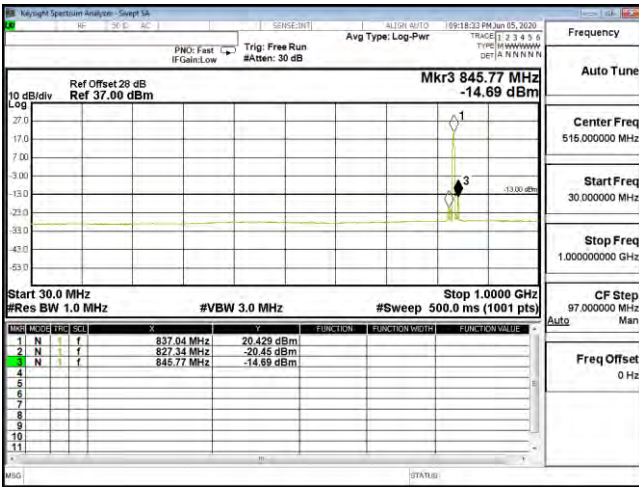 Keysight Spectrum Analyzer - Swept SA
RF 50 Ω AC SENSE:INT ALIGN AUTO 09:18:33 PM Jun 05, 2020
PNO: Fast Trig: Free Run Avg Type: Log-Pwr TRACE 1 2 3 4 5 6
IFGain:Low #Atten: 30 dB TYPE M W W W W W
DET A N N N N N
Frequency
Auto Tune
Center Freq
515.000000 MHz
Start Freq
30.000000 MHz
Stop Freq
1.000000000 GHz
CF Step
97.000000 MHz
Auto Man
Freq Offset
0 Hz
Mkr3 845.77 MHz
-14.69 dBm
Ref Offset 28 dB
10 dB/div Ref 37.00 dBm
Log
27.0
17.0
7.00
-3.00
-13.0
-23.0
-33.0
-43.0
-53.0
1
3
-13.00 dBm
Start 30.0 MHz Stop 1.0000 GHz
#Res BW 1.0 MHz #VBW 3.0 MHz #Sweep 500.0 ms (1001 pts)
MKR MODE TRC SCL X Y FUNCTION FUNCTION WIDTH FUNCTION VALUE
1 N 1 f 837.04 MHz 20.429 dBm
2 N 1 f 827.34 MHz -20.45 dBm
3 N 1 f 845.77 MHz -14.69 dBm
4
5
6
7
8
9
10
11
MSG STATUS